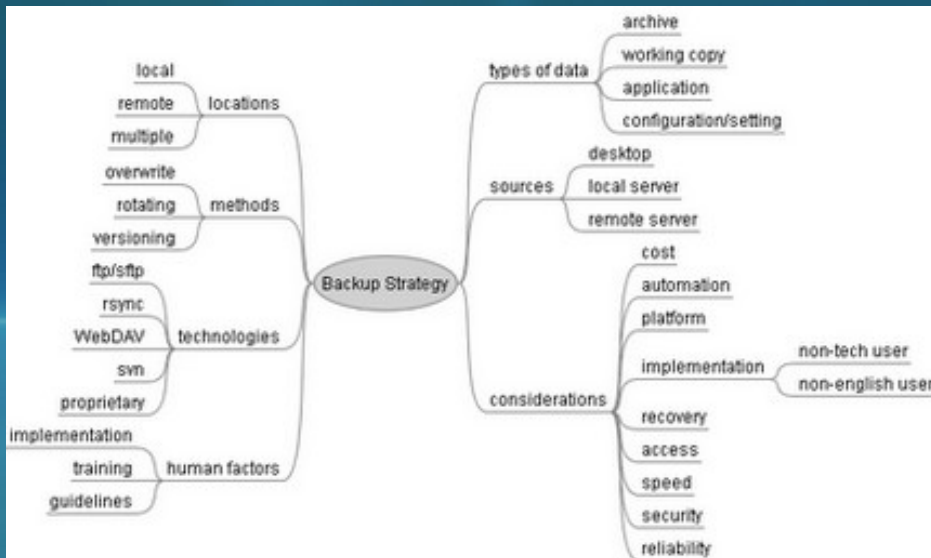 Backup Strategy
locations
local
remote
multiple
methods
overwrite
rotating
versioning
technologies
ftp/sftp
rsync
WebDAV
svn
proprietary
human factors
implementation
training
guidelines
types of data
archive
working copy
application
configuration/setting
sources
desktop
local server
remote server
considerations
cost
automation
platform
implementation
non-tech user
non-english user
recovery
access
speed
security
reliability